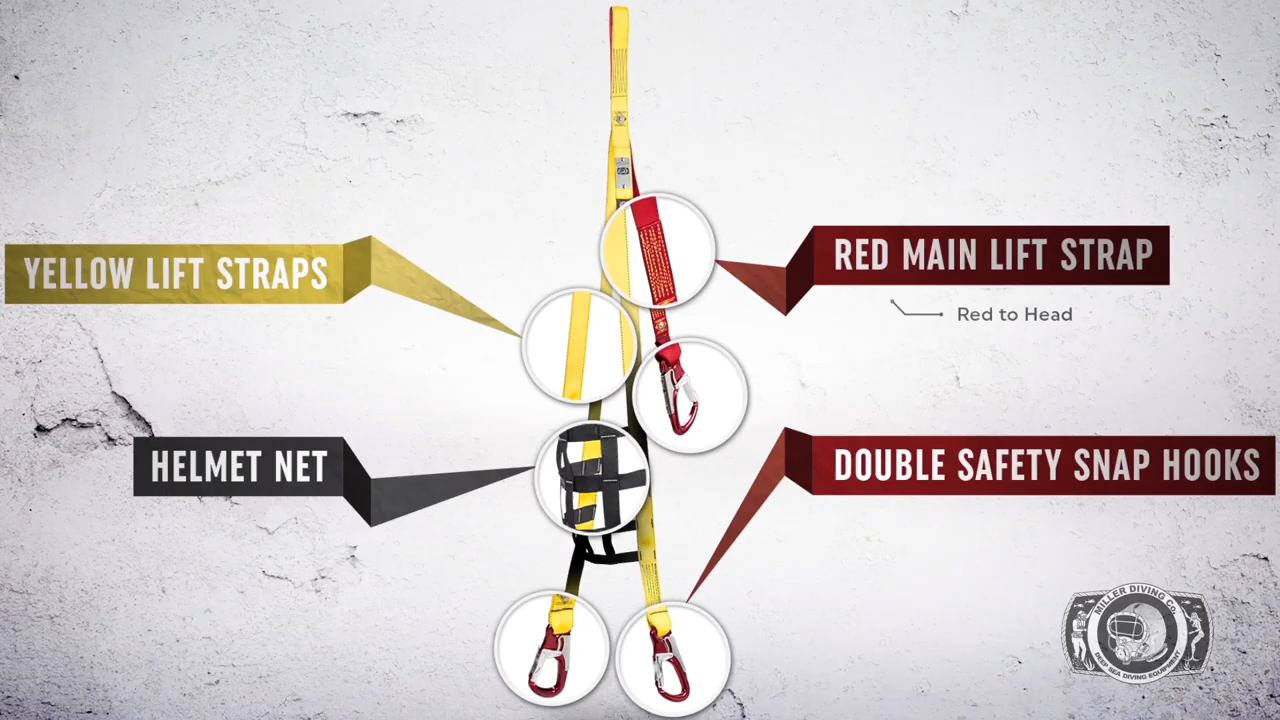 YELLOW LIFT STRAPS
RED MAIN LIFT STRAP
Red to Head
HELMET NET
DOUBLE SAFETY SNAP HOOKS
MILLER DIVING CO.
DEEP SEA DIVING EQUIPMENT